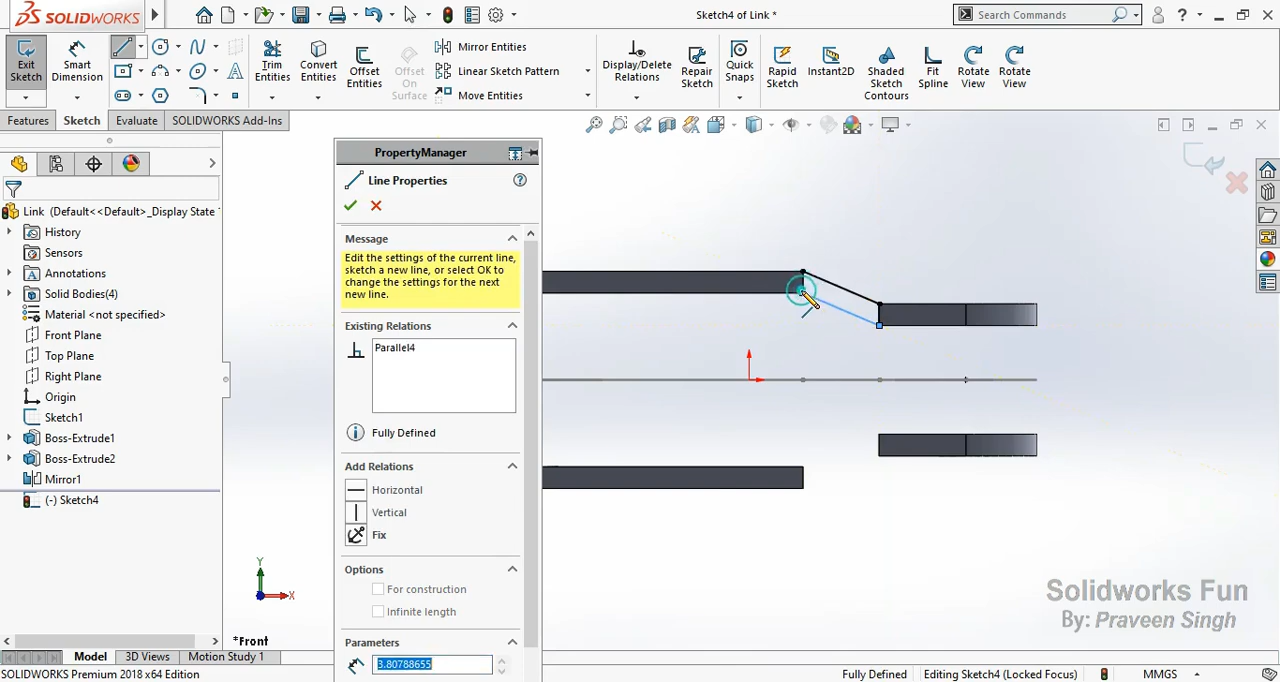 SOLIDWORKS
Sketch4 of Link *
Search Commands
Exit Sketch
Smart Dimension
Trim Entities
Convert Entities
Offset Entities
Offset On Surface
Mirror Entities
Linear Sketch Pattern
Move Entities
Display/Delete Relations
Repair Sketch
Quick Snaps
Rapid Sketch
Instant2D
Shaded Sketch Contours
Fit Spline
Rotate View
Rotate View
Features
Sketch
Evaluate
SOLIDWORKS Add-Ins
Link (Default<<Default>_Display State
History
Sensors
Annotations
Solid Bodies(4)
Material <not specified>
Front Plane
Top Plane
Right Plane
Origin
Sketch1
Boss-Extrude1
Boss-Extrude2
Mirror1
(-) Sketch4
PropertyManager
Line Properties
Message
Edit the settings of the current line,
sketch a new line, or select OK to
change the settings for the next
new line.
Existing Relations
Parallel4
Fully Defined
Add Relations
Horizontal
Vertical
Fix
Options
For construction
Infinite length
Parameters
3.80788655
Y
X
*Front
Solidworks Fun
By: Praveen Singh
Model
3D Views
Motion Study 1
SOLIDWORKS Premium 2018 x64 Edition
Fully Defined
Editing Sketch4 (Locked Focus)
MMGS